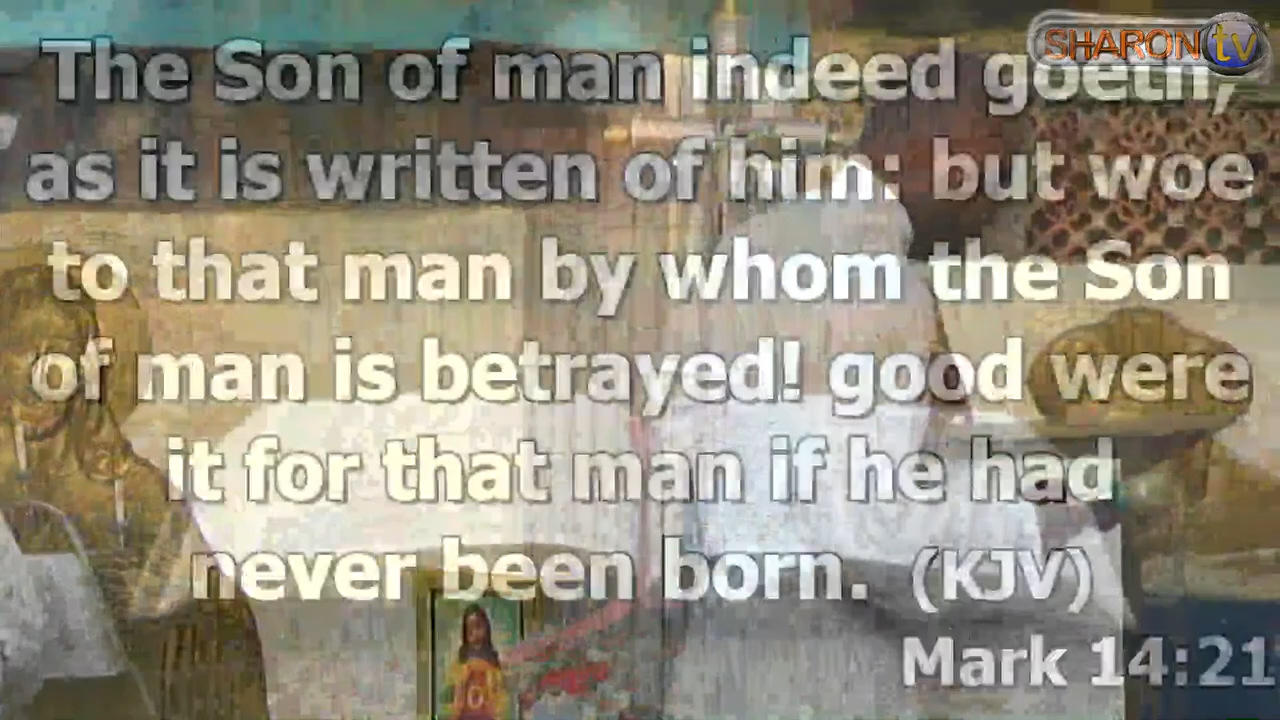 SHARON tv
The Son of man indeed goeth,
as it is written of him: but woe
to that man by whom the Son
of man is betrayed! good were
it for that man if he had
never been born. (KJV)
Mark 14:21
10